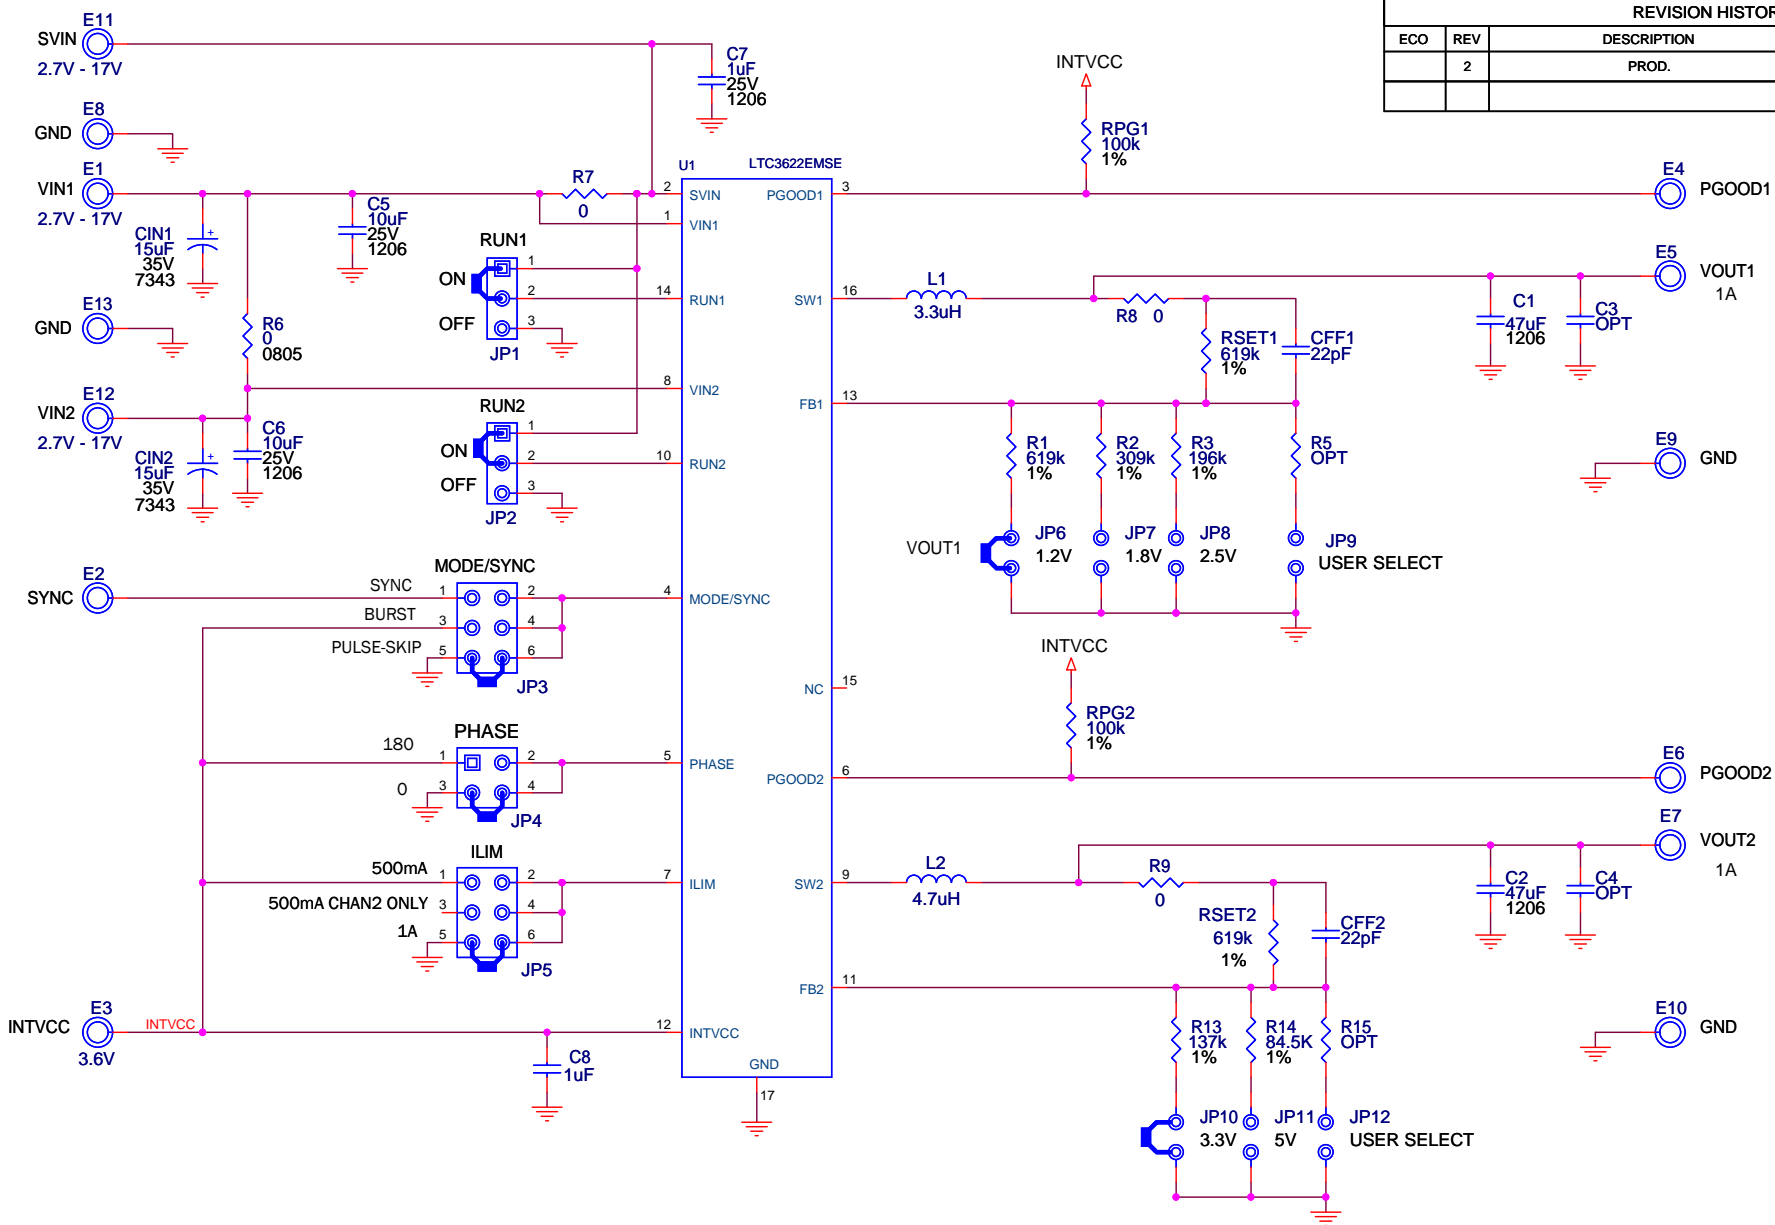 REVISION HISTOR
ECO REV DESCRIPTION
2 PROD.
E11
SVIN
2.7V - 17V
C7
1uF
25V
1206
E8
GND
E1
VIN1
2.7V - 17V
CIN1
15uF
35V
7343
C5
10uF
25V
1206
R7
0
E13
GND
R6
0
0805
E12
VIN2
2.7V - 17V
CIN2
15uF
35V
7343
C6
10uF
25V
1206
RUN1
ON
OFF
1
2
3
JP1
RUN2
ON
OFF
1
2
3
JP2
E2
SYNC
MODE/SYNC
SYNC 1 2
BURST 3 4
PULSE-SKIP 5 6
JP3
PHASE
180 1 2
0 3 4
JP4
ILIM
500mA 1 2
500mA CHAN2 ONLY 3 4
1A 5 6
JP5
E3
INTVCC
INTVCC
3.6V
C8
1uF
U1 LTC3622EMSE
2 SVIN
1 VIN1
14 RUN1
8 VIN2
10 RUN2
4 MODE/SYNC
5 PHASE
7 ILIM
12 INTVCC
GND
17
PGOOD1 3
SW1 16
FB1 13
NC 15
PGOOD2 6
SW2 9
FB2 11
INTVCC
RPG1
100k
1%
E4
PGOOD1
L1
3.3uH
R8 0
RSET1
619k
1%
CFF1
22pF
E5
VOUT1
1A
C1
47uF
1206
C3
OPT
R1
619k
1%
R2
309k
1%
R3
196k
1%
R5
OPT
E9
GND
VOUT1
JP6
1.2V
JP7
1.8V
JP8
2.5V
JP9
USER SELECT
INTVCC
RPG2
100k
1%
E6
PGOOD2
L2
4.7uH
R9
0
RSET2
619k
1%
CFF2
22pF
E7
VOUT2
1A
C2
47uF
1206
C4
OPT
R13
137k
1%
R14
84.5K
1%
R15
OPT
E10
GND
JP10
3.3V
JP11
5V
JP12
USER SELECT